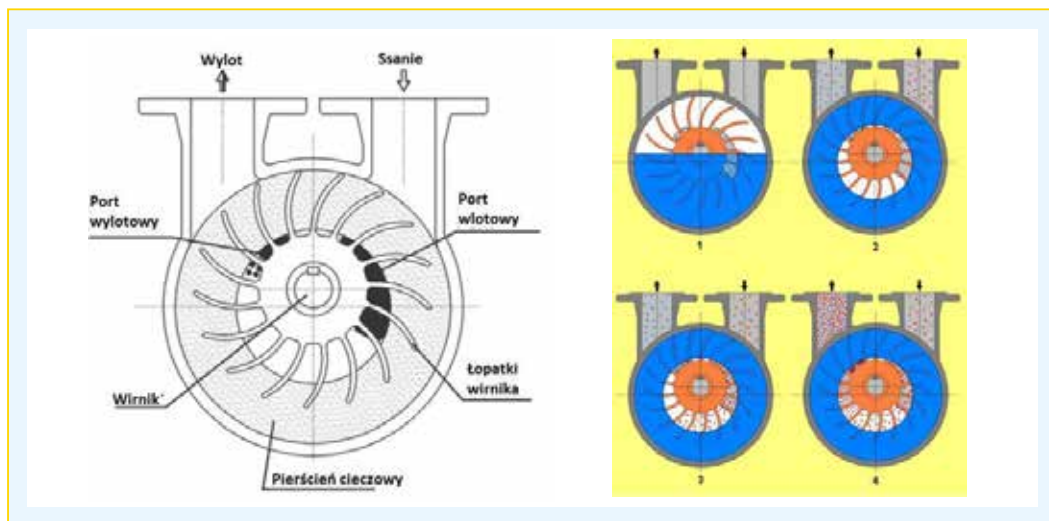 Wylot
Ssanie
Port
wylotowy
Port
wlotowy
Wirnik
Łopatki
wirnika
Pierścień cieczowy
1
2
3
4